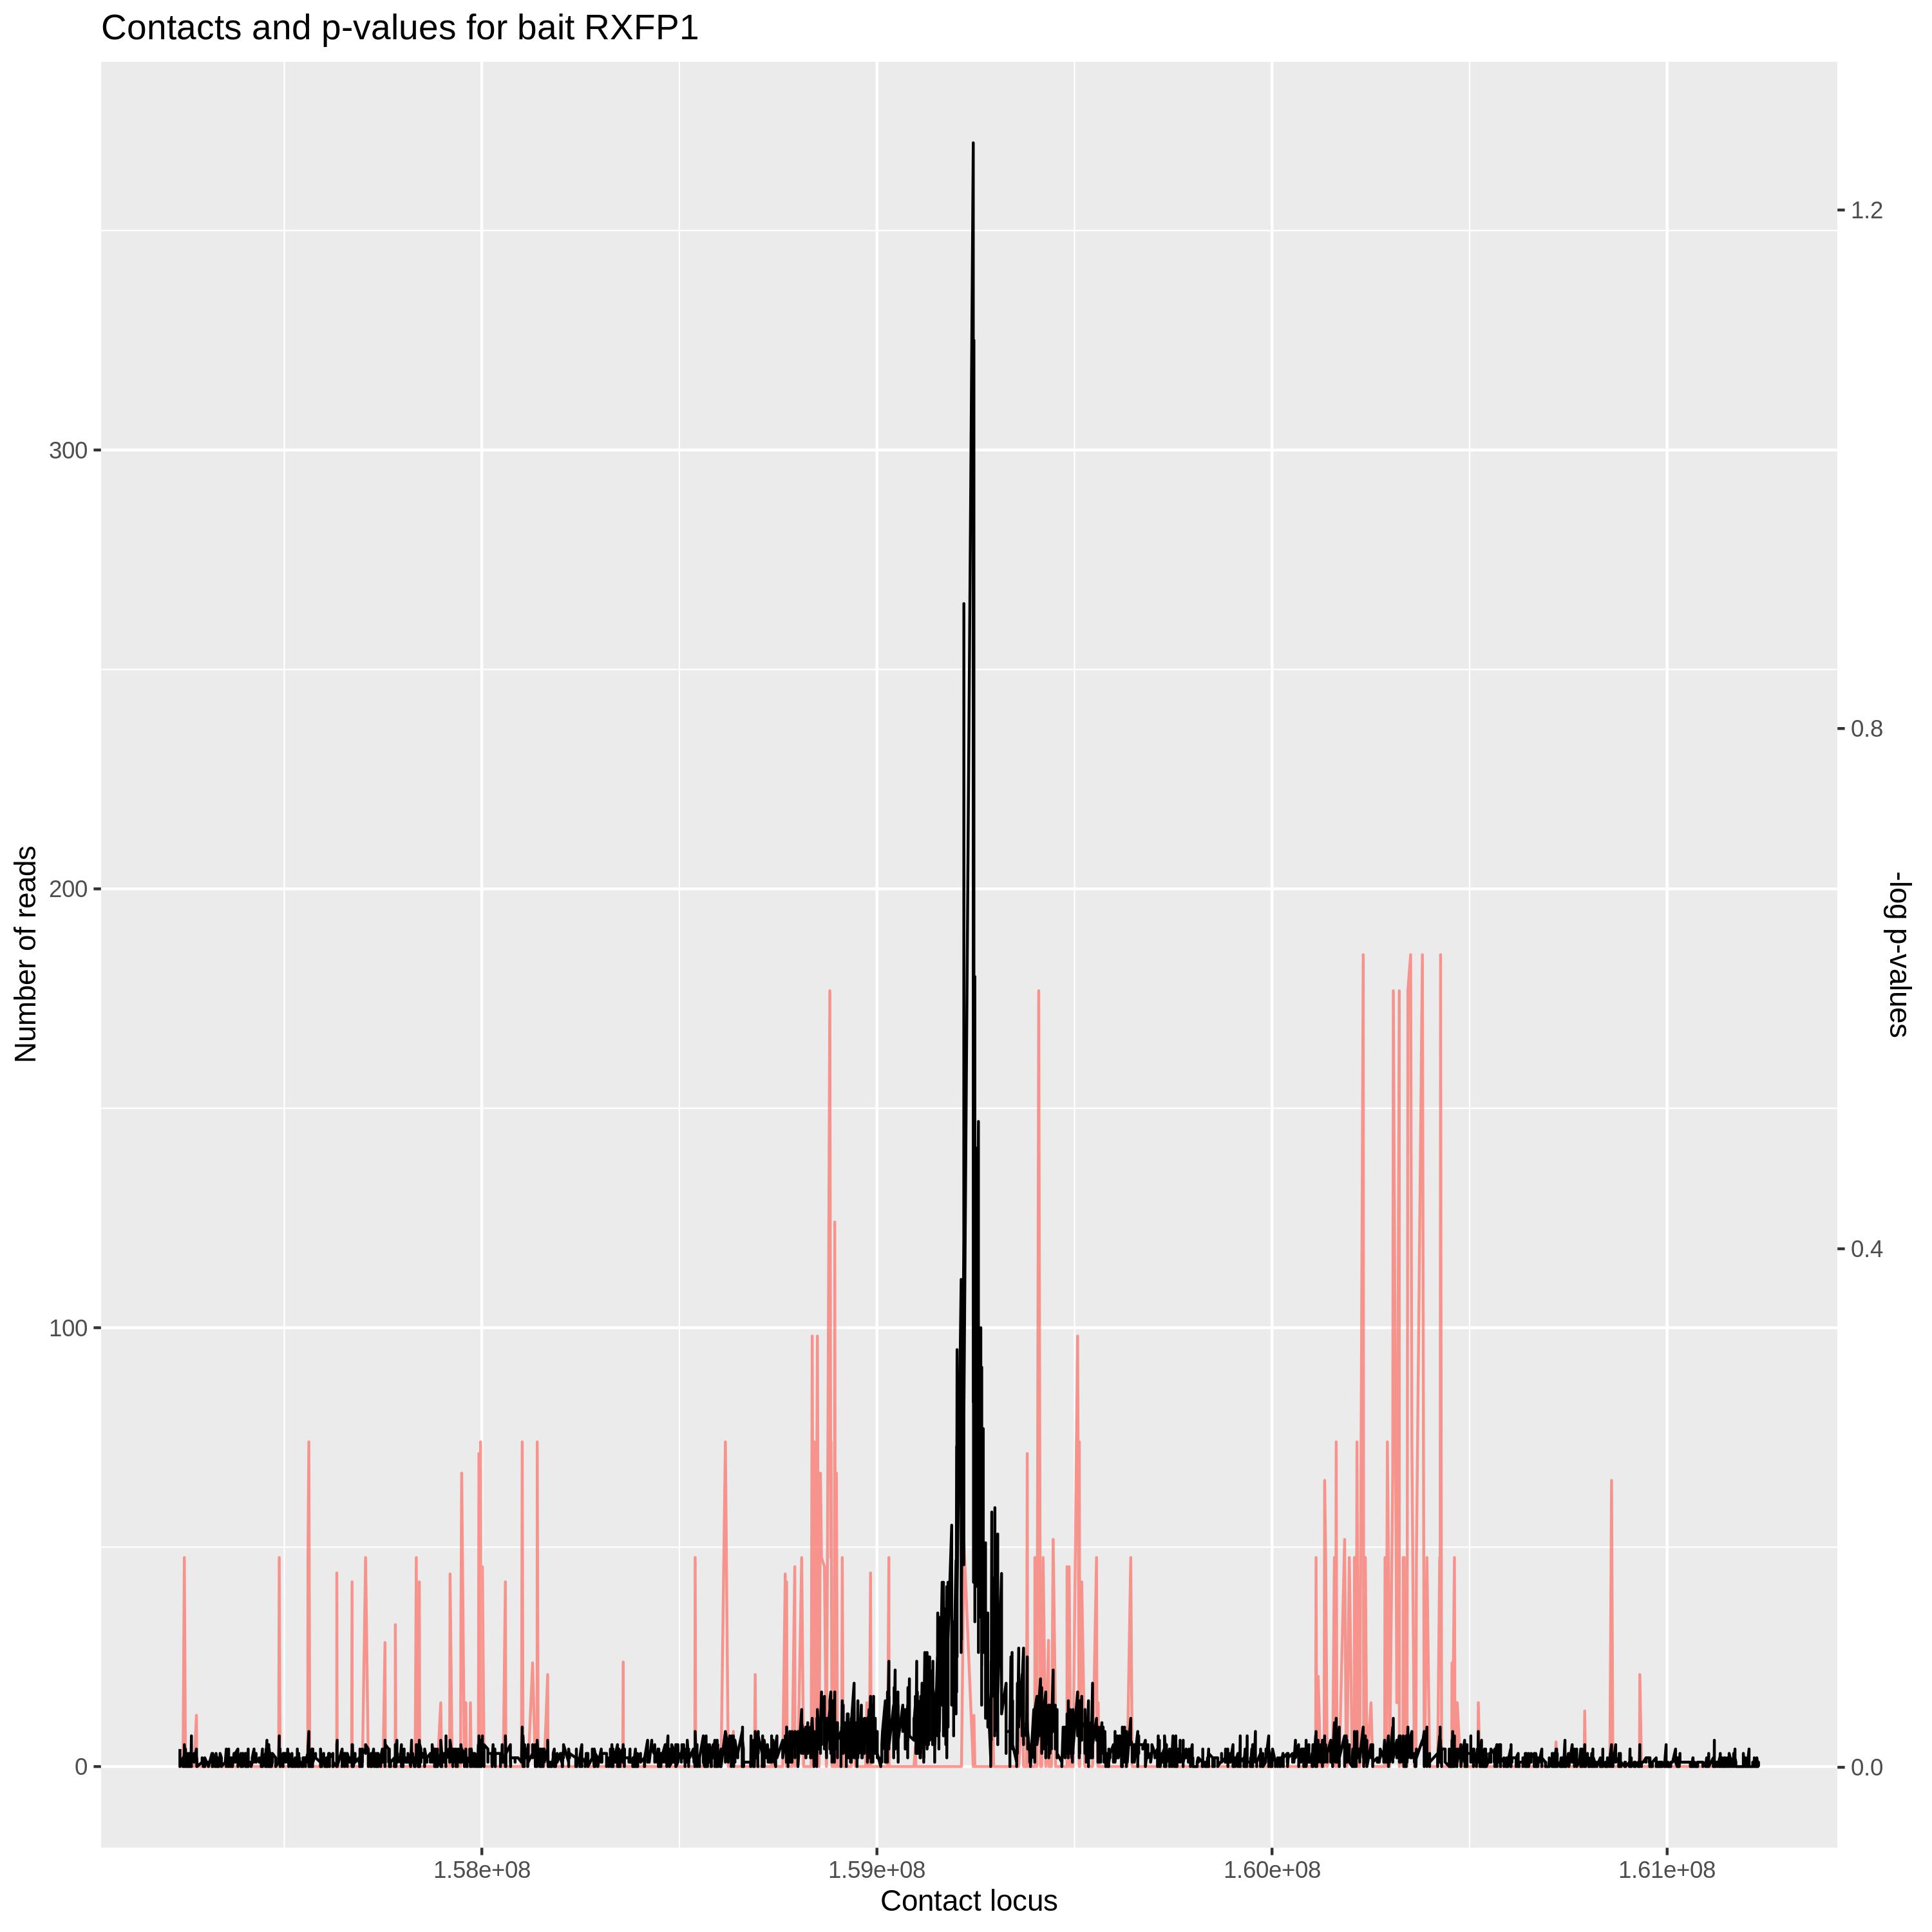 Contacts and p-values for bait RXFP1
Number of reads
300
200
100
0
1.2
0.8
0.4
0.0
-log p-values
1.58e+08
1.59e+08
1.60e+08
1.61e+08
Contact locus